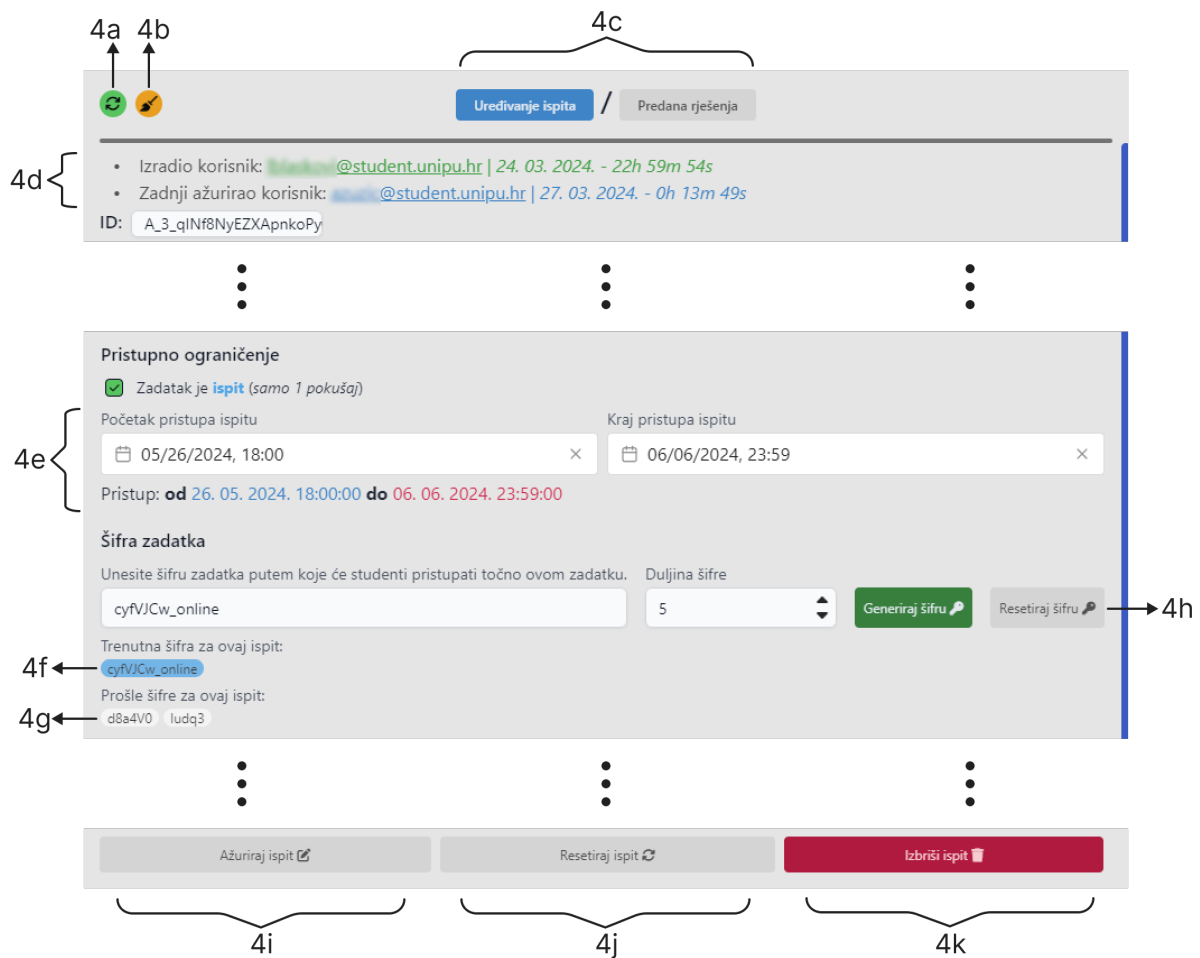 4a 4b 4c
Uređivanje ispita / Predana rješenja
4d
• Izradio korisnik: @student.unipu.hr | 24. 03. 2024. - 22h 59m 54s
• Zadnji ažurirao korisnik: @student.unipu.hr | 27. 03. 2024. - 0h 13m 49s
ID: A_3_qINf8NyEZXApnkoPy
Pristupno ograničenje
Zadatak je ispit (samo 1 pokušaj)
4e
Početak pristupa ispitu Kraj pristupa ispitu
05/26/2024, 18:00 06/06/2024, 23:59
Pristup: od 26. 05. 2024. 18:00:00 do 06. 06. 2024. 23:59:00
Šifra zadatka
Unesite šifru zadatka putem koje će studenti pristupati točno ovom zadatku. Duljina šifre
cyfVJCw_online 5 Generiraj šifru Resetiraj šifru 4h
Trenutna šifra za ovaj ispit:
4f cyfVJCw_online
Prošle šifre za ovaj ispit:
4g d8a4V0 ludq3
Ažuriraj ispit Resetiraj ispit Izbriši ispit
4i 4j 4k